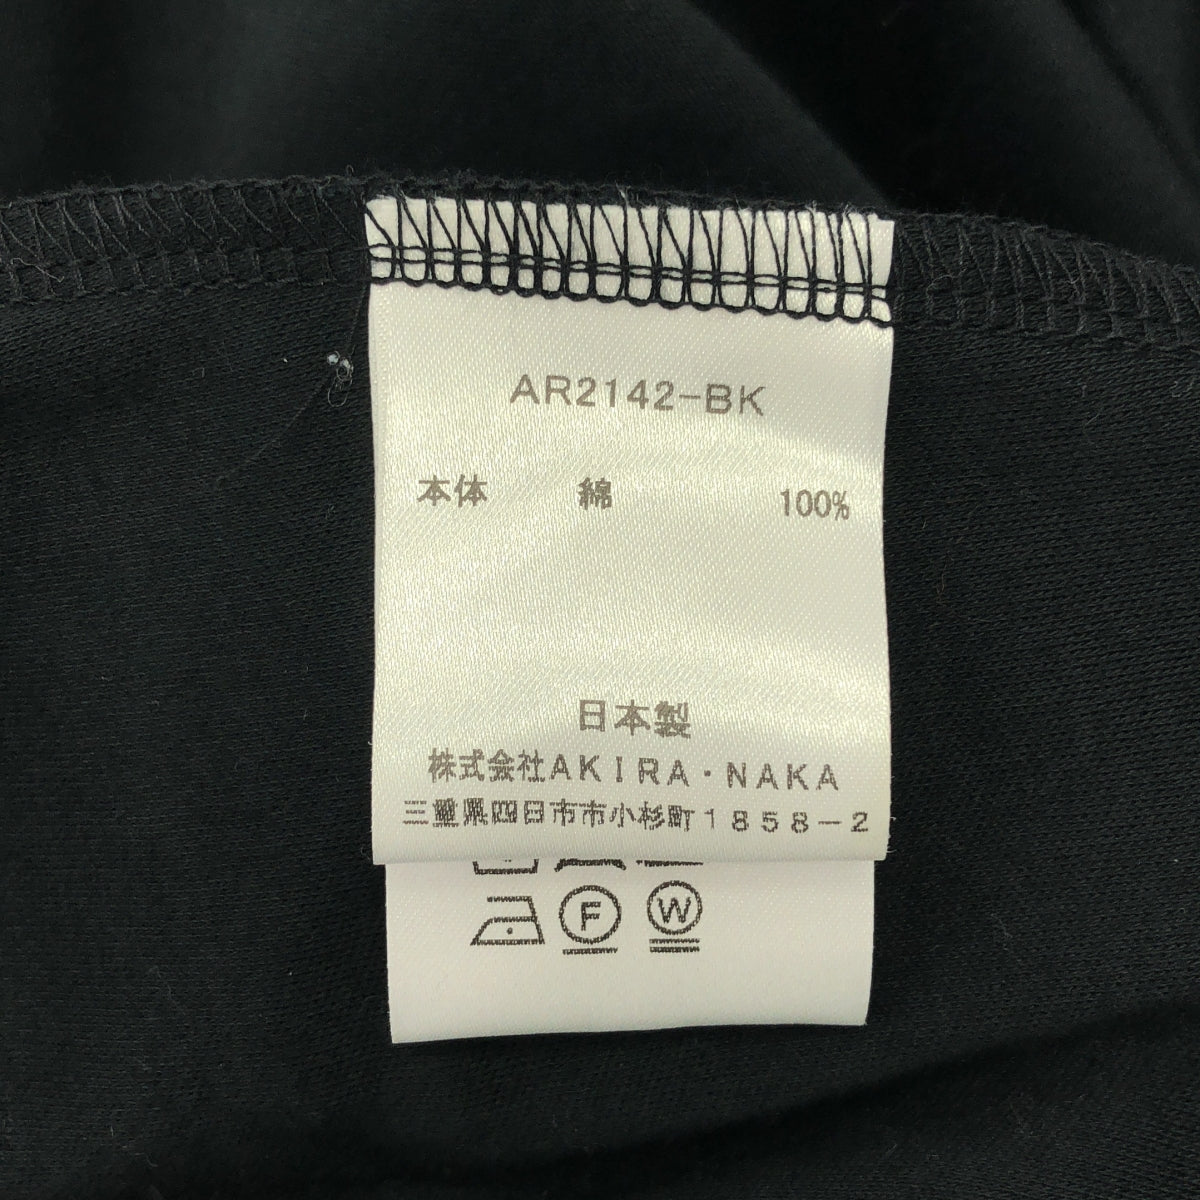 AR2142-BK
本体 綿 100%
日本製
株式会社AKIRA・NAKA
三重県四日市市小杉町1858-2
F W